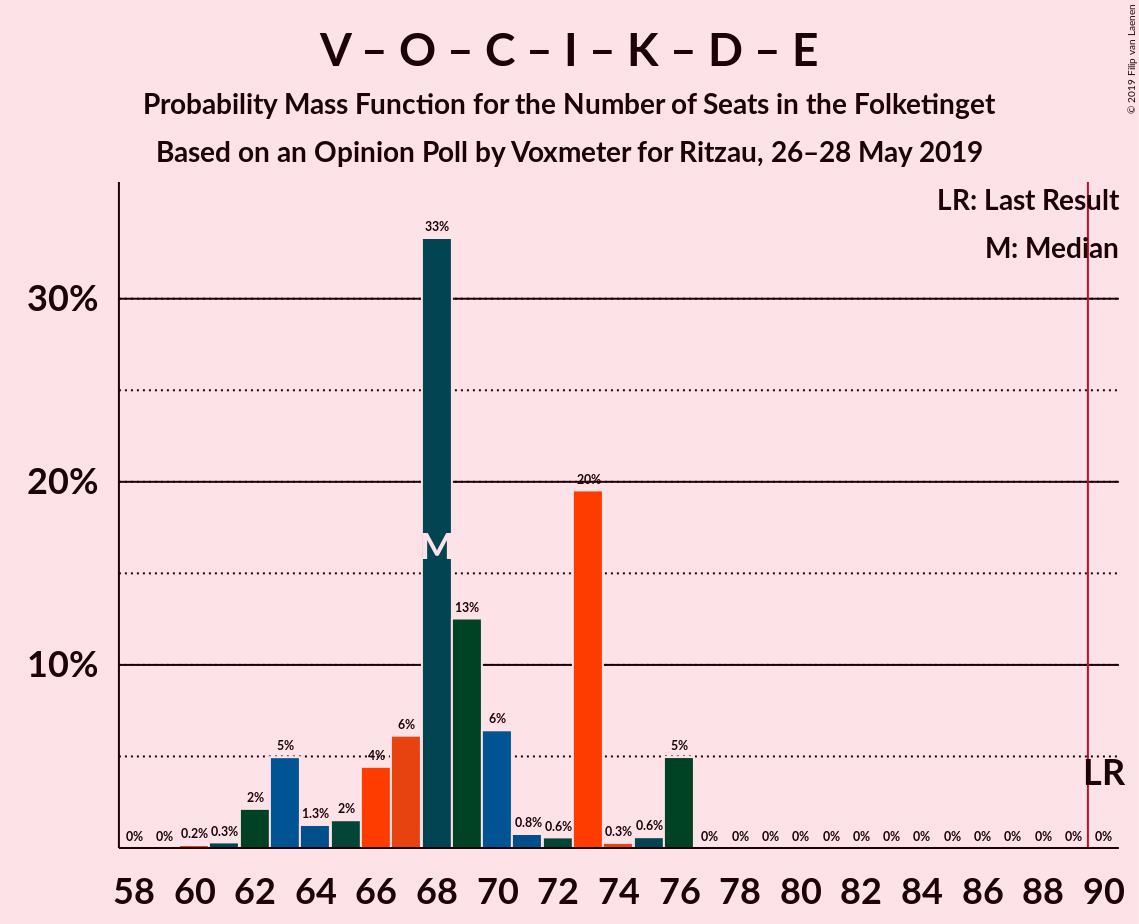 V – O – C – I – K – D – E
Probability Mass Function for the Number of Seats in the Folketinget
Based on an Opinion Poll by Voxmeter for Ritzau, 26–28 May 2019
© 2019 Filip van Laenen
LR: Last Result
M: Median
30%
20%
10%
0% 0% 0.2% 0.3% 2% 5% 1.3% 2% 4% 6% 33% 13% 6% 0.8% 0.6% 20% 0.3% 0.6% 5% 0% 0% 0% 0% 0% 0% 0% 0% 0% 0% 0% 0% 0% 0%
M
LR
58 60 62 64 66 68 70 72 74 76 78 80 82 84 86 88 90